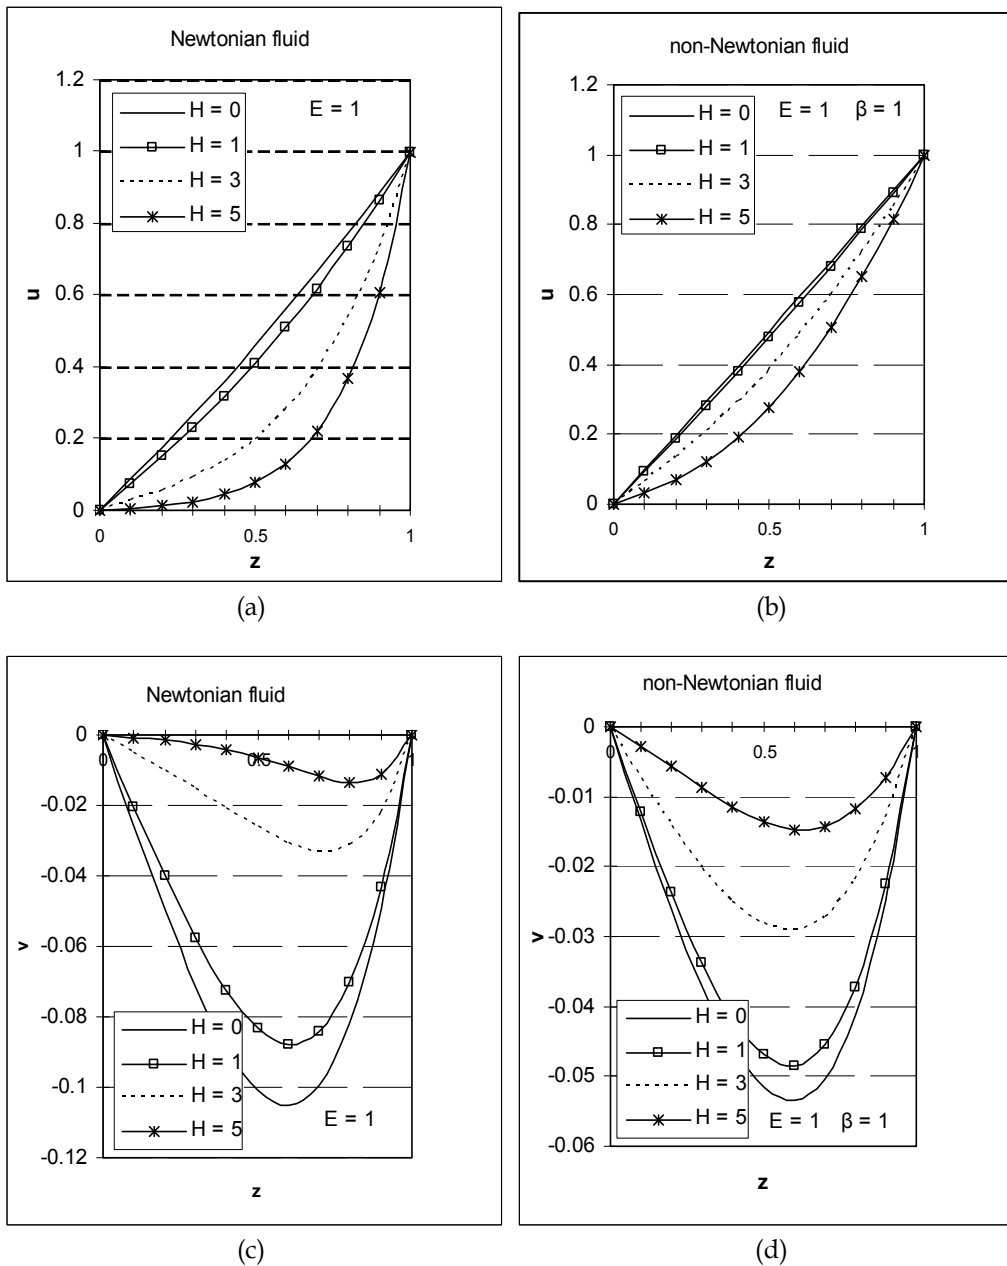 Newtonian fluid
1.2
1
0.8
0.6
0.4
0.2
0
u
H = 0
H = 1
H = 3
H = 5
E = 1
0 0.5 1
z
(a)
non-Newtonian fluid
1.2
1
0.8
0.6
0.4
0.2
0
u
H = 0
H = 1
H = 3
H = 5
E = 1 β = 1
0 0.5 1
z
(b)
Newtonian fluid
0
-0.02
-0.04
-0.06
-0.08
-0.1
-0.12
v
0 0.5 1
H = 0
H = 1
H = 3
H = 5
E = 1
z
(c)
non-Newtonian fluid
0
-0.01
-0.02
-0.03
-0.04
-0.05
-0.06
v
0 0.5 1
H = 0
H = 1
H = 3
H = 5
E = 1 β = 1
z
(d)